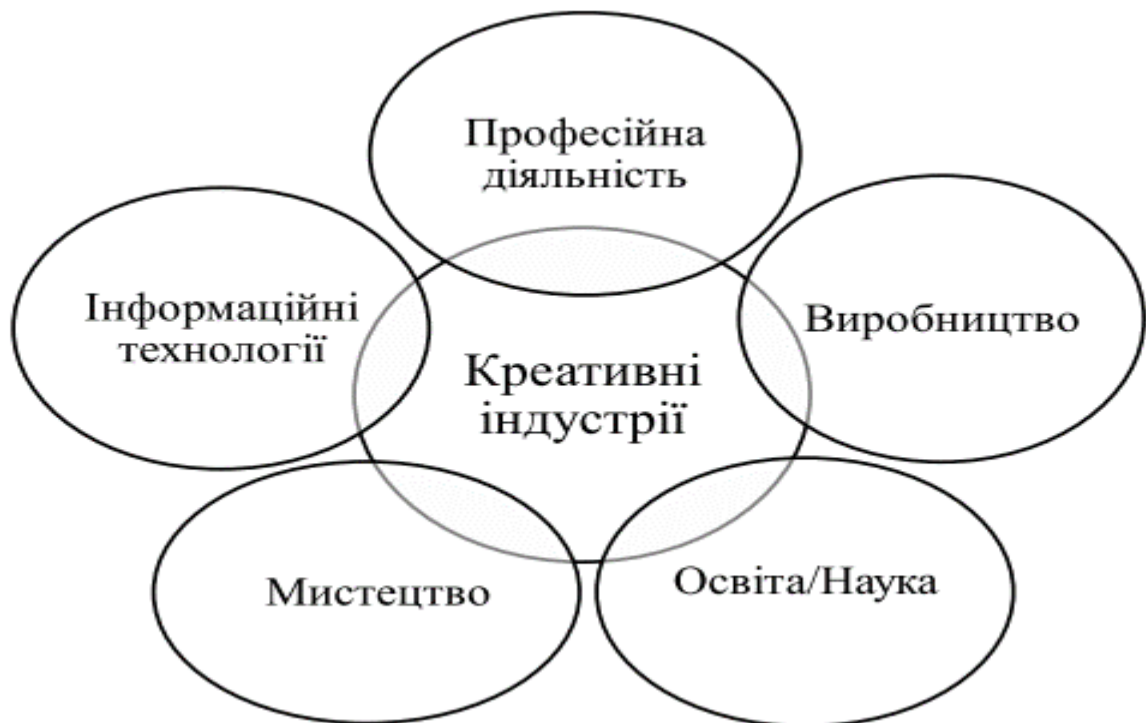 Професійна
діяльність
Інформаційні
технології
Виробництво
Креативні
індустрії
Мистецтво
Освіта/Наука